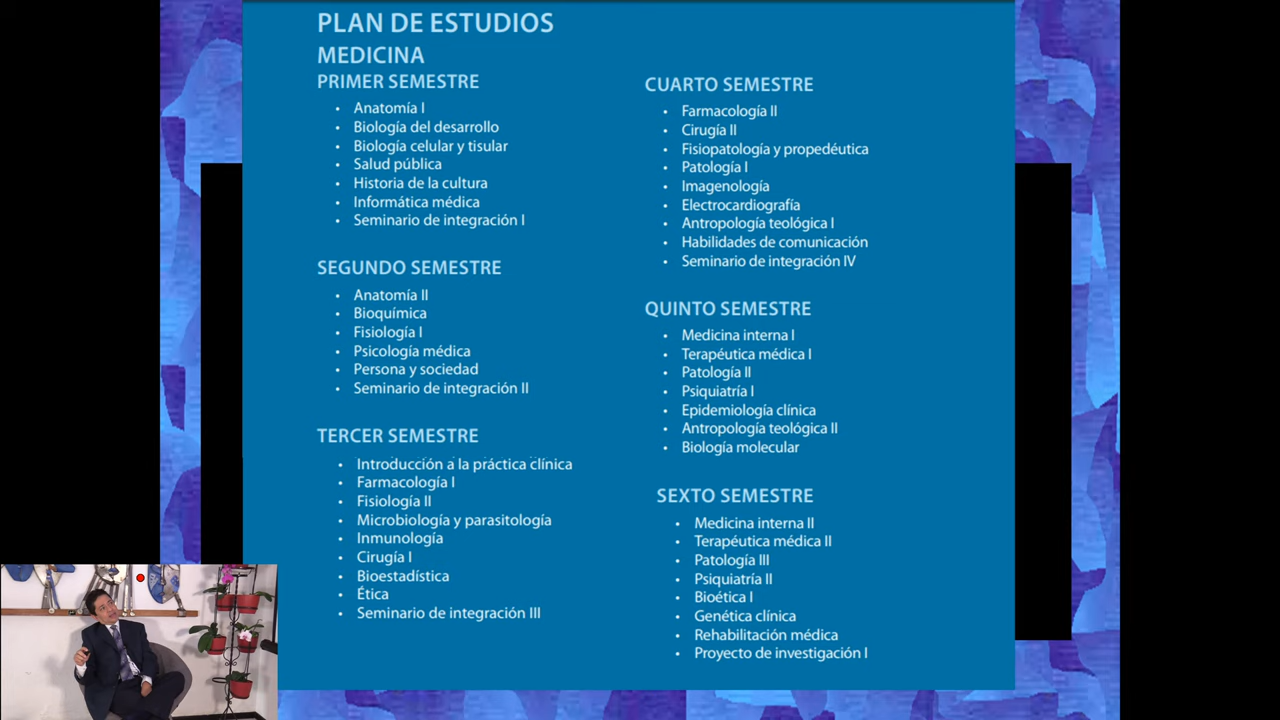 PLAN DE ESTUDIOS
MEDICINA
PRIMER SEMESTRE
• Anatomía I
• Biología del desarrollo
• Biología celular y tisular
• Salud pública
• Historia de la cultura
• Informática médica
• Seminario de integración I
SEGUNDO SEMESTRE
• Anatomía II
• Bioquímica
• Fisiología I
• Psicología médica
• Persona y sociedad
• Seminario de integración II
TERCER SEMESTRE
• Introducción a la práctica clínica
• Farmacología I
• Fisiología II
• Microbiología y parasitología
• Inmunología
• Cirugía I
• Bioestadística
• Ética
• Seminario de integración III
CUARTO SEMESTRE
• Farmacología II
• Cirugía II
• Fisiopatología y propedéutica
• Patología I
• Imagenología
• Electrocardiografía
• Antropología teológica I
• Habilidades de comunicación
• Seminario de integración IV
QUINTO SEMESTRE
• Medicina interna I
• Terapéutica médica I
• Patología II
• Psiquiatría I
• Epidemiología clínica
• Antropología teológica II
• Biología molecular
SEXTO SEMESTRE
• Medicina interna II
• Terapéutica médica II
• Patología III
• Psiquiatría II
• Bioética I
• Genética clínica
• Rehabilitación médica
• Proyecto de investigación I